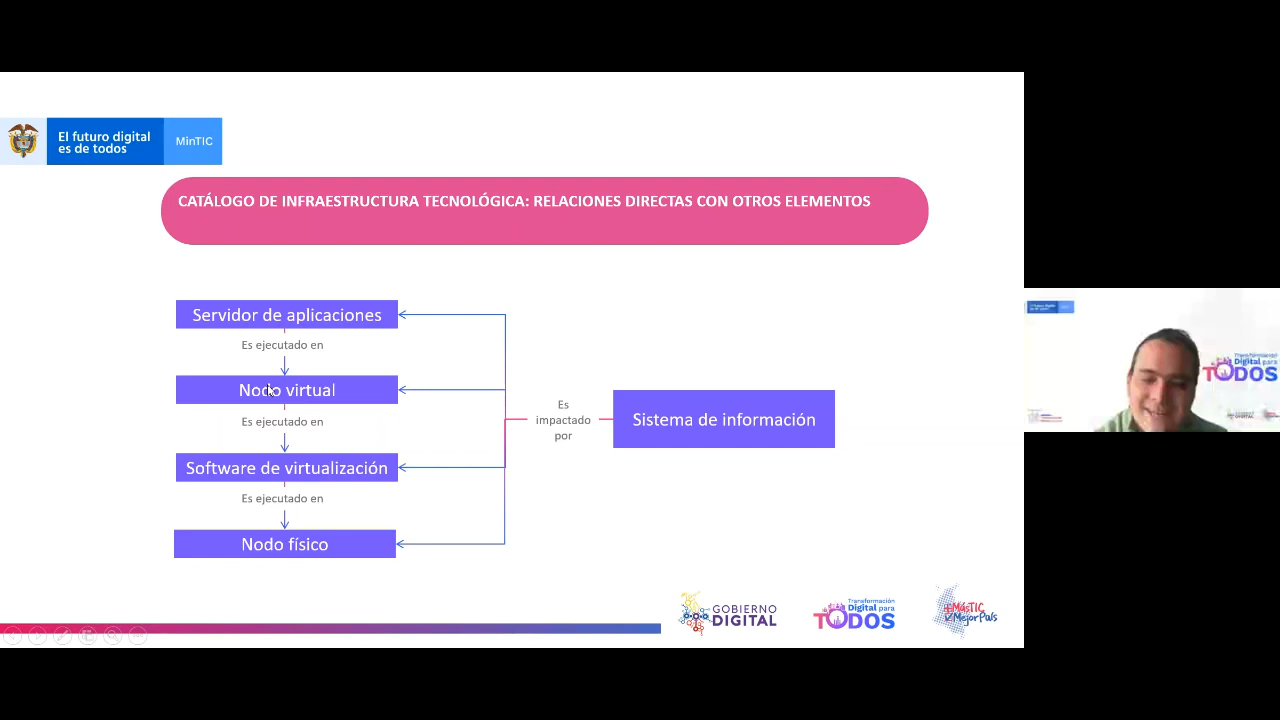 El futuro digital
es de todos
MinTIC
CATÁLOGO DE INFRAESTRUCTURA TECNOLÓGICA: RELACIONES DIRECTAS CON OTROS ELEMENTOS
Servidor de aplicaciones
Es ejecutado en
Nodo virtual
Es ejecutado en
Software de virtualización
Es ejecutado en
Nodo físico
Es
impactado
por
Sistema de información
GOBIERNO
DIGITAL
Transformación
Digital para
TODOS
+MásTIC
MejorPaís
Transformación
Digital para
TODOS